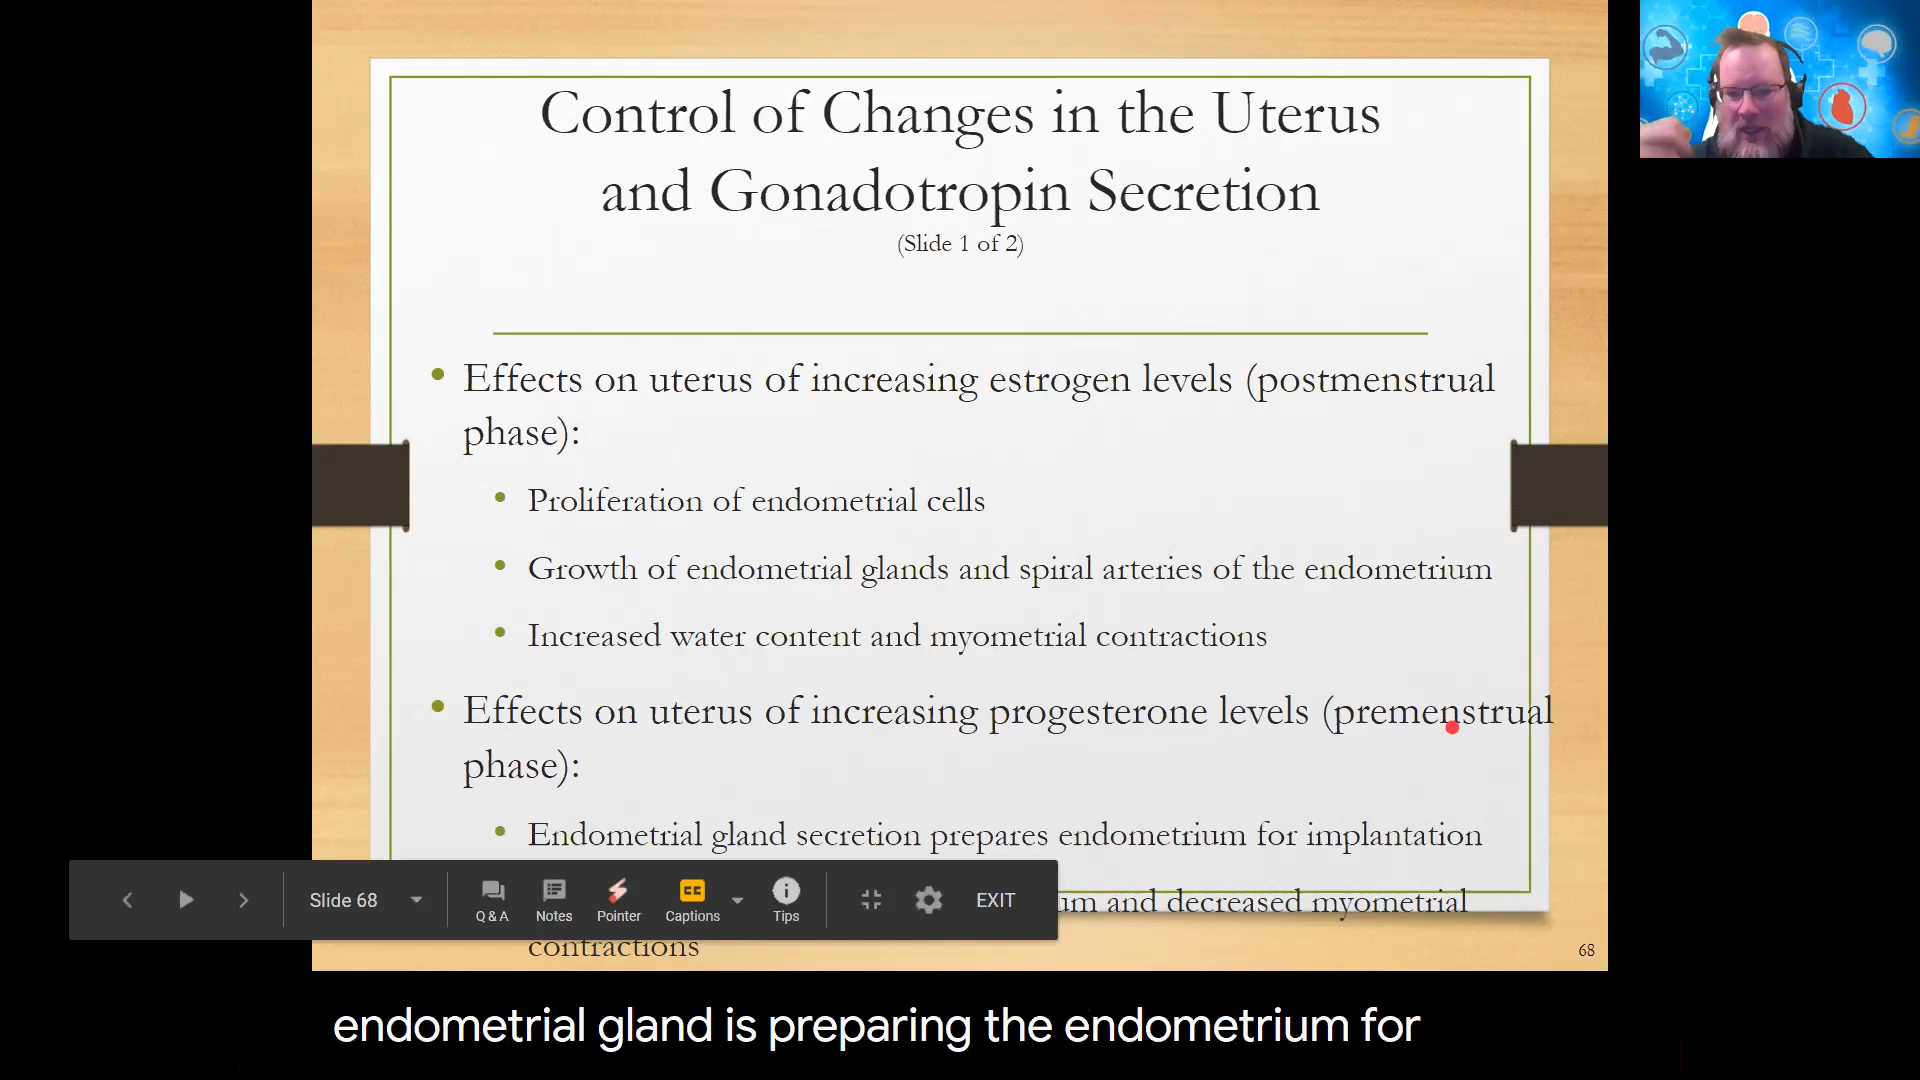 Control of Changes in the Uterus
and Gonadotropin Secretion
(Slide 1 of 2)
• Effects on uterus of increasing estrogen levels (postmenstrual
phase):
• Proliferation of endometrial cells
• Growth of endometrial glands and spiral arteries of the endometrium
• Increased water content and myometrial contractions
• Effects on uterus of increasing progesterone levels (premenstrual
phase):
• Endometrial gland secretion prepares endometrium for implantation
and decreased myometrial
contractions
Slide 68
Q & A
Notes
Pointer
CC
Captions
Tips
EXIT
68
endometrial gland is preparing the endometrium for